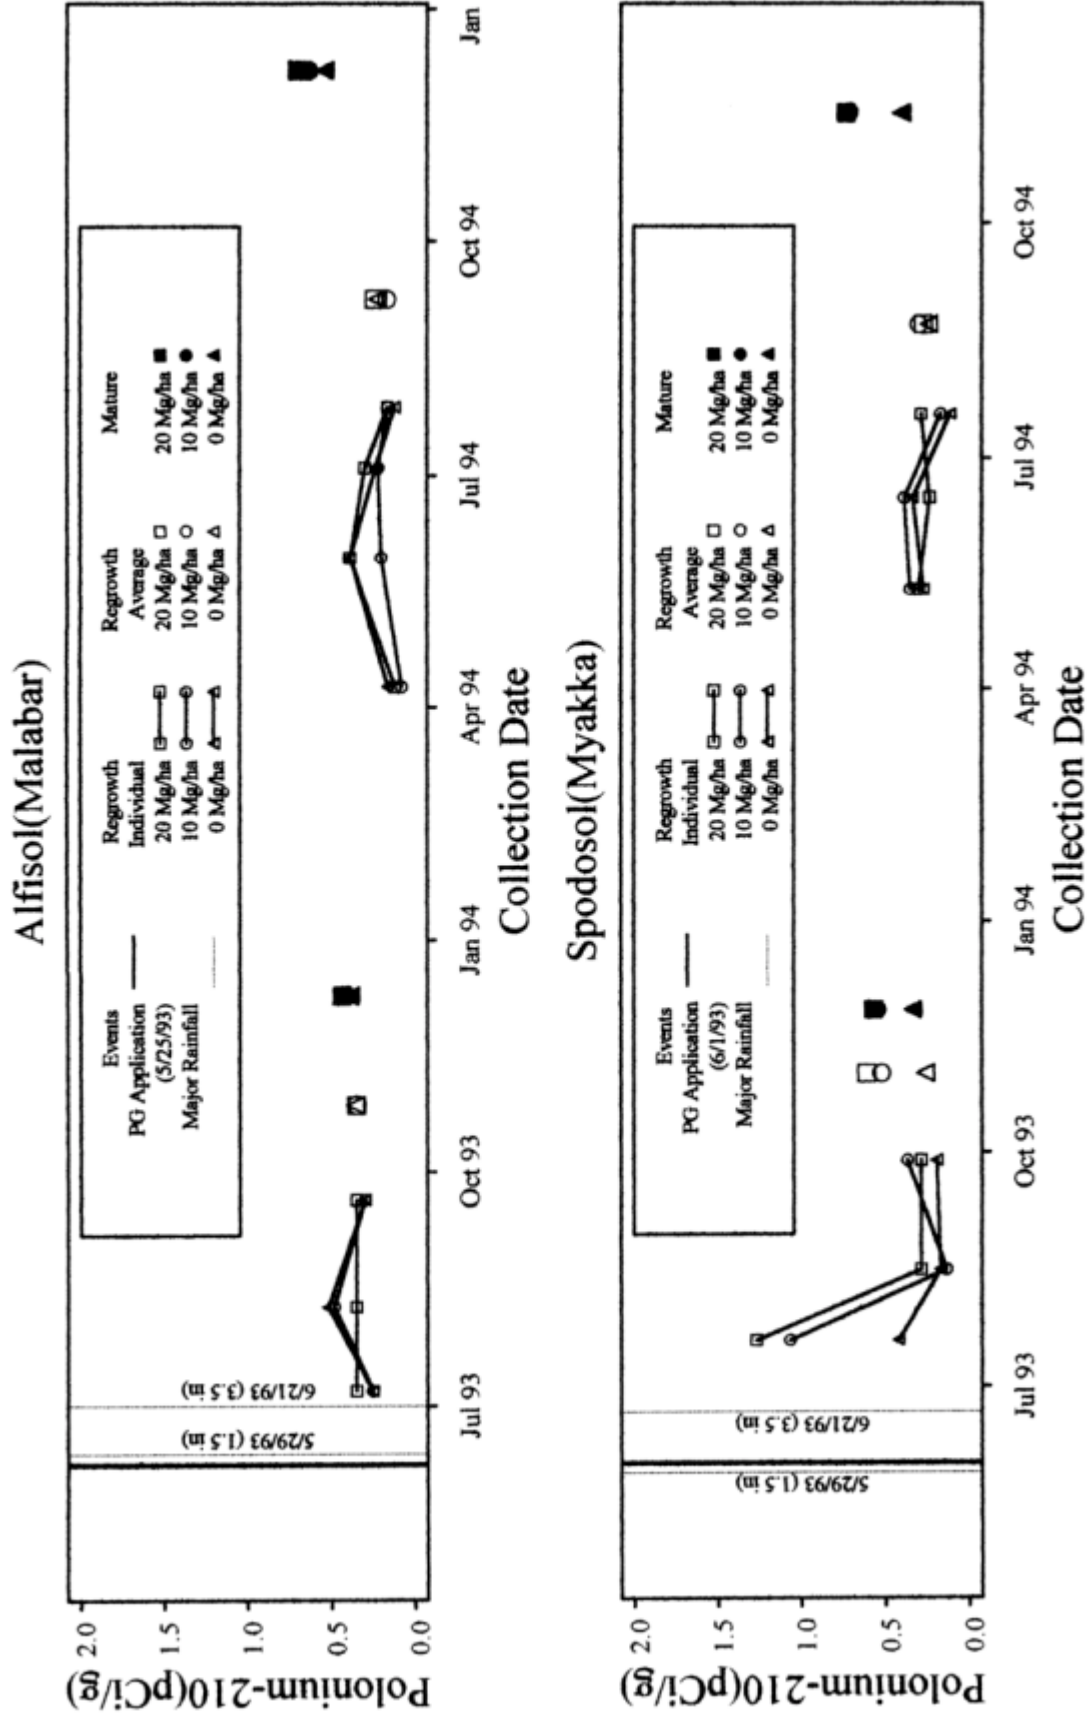 Alfisol(Malabar)
Polonium-210(pCi/g)
2.0
1.5
1.0
0.5
0.0
5/29/93 (1.5 in)
6/21/93 (3.5 in)
Events
PG Application
(5/25/93)
Major Rainfall
Regrowth
Individual
20 Mg/ha
10 Mg/ha
0 Mg/ha
Regrowth
Average
20 Mg/ha
10 Mg/ha
0 Mg/ha
Mature
20 Mg/ha
10 Mg/ha
0 Mg/ha
Jul 93 Oct 93 Jan 94 Apr 94 Jul 94 Oct 94 Jan
Collection Date
Spodosol(Myakka)
Polonium-210(pCi/g)
2.0
1.5
1.0
0.5
0.0
5/29/93 (1.5 in)
6/21/93 (3.5 in)
Events
PG Application
(6/1/93)
Major Rainfall
Regrowth
Individual
20 Mg/ha
10 Mg/ha
0 Mg/ha
Regrowth
Average
20 Mg/ha
10 Mg/ha
0 Mg/ha
Mature
20 Mg/ha
10 Mg/ha
0 Mg/ha
Jul 93 Oct 93 Jan 94 Apr 94 Jul 94 Oct 94
Collection Date